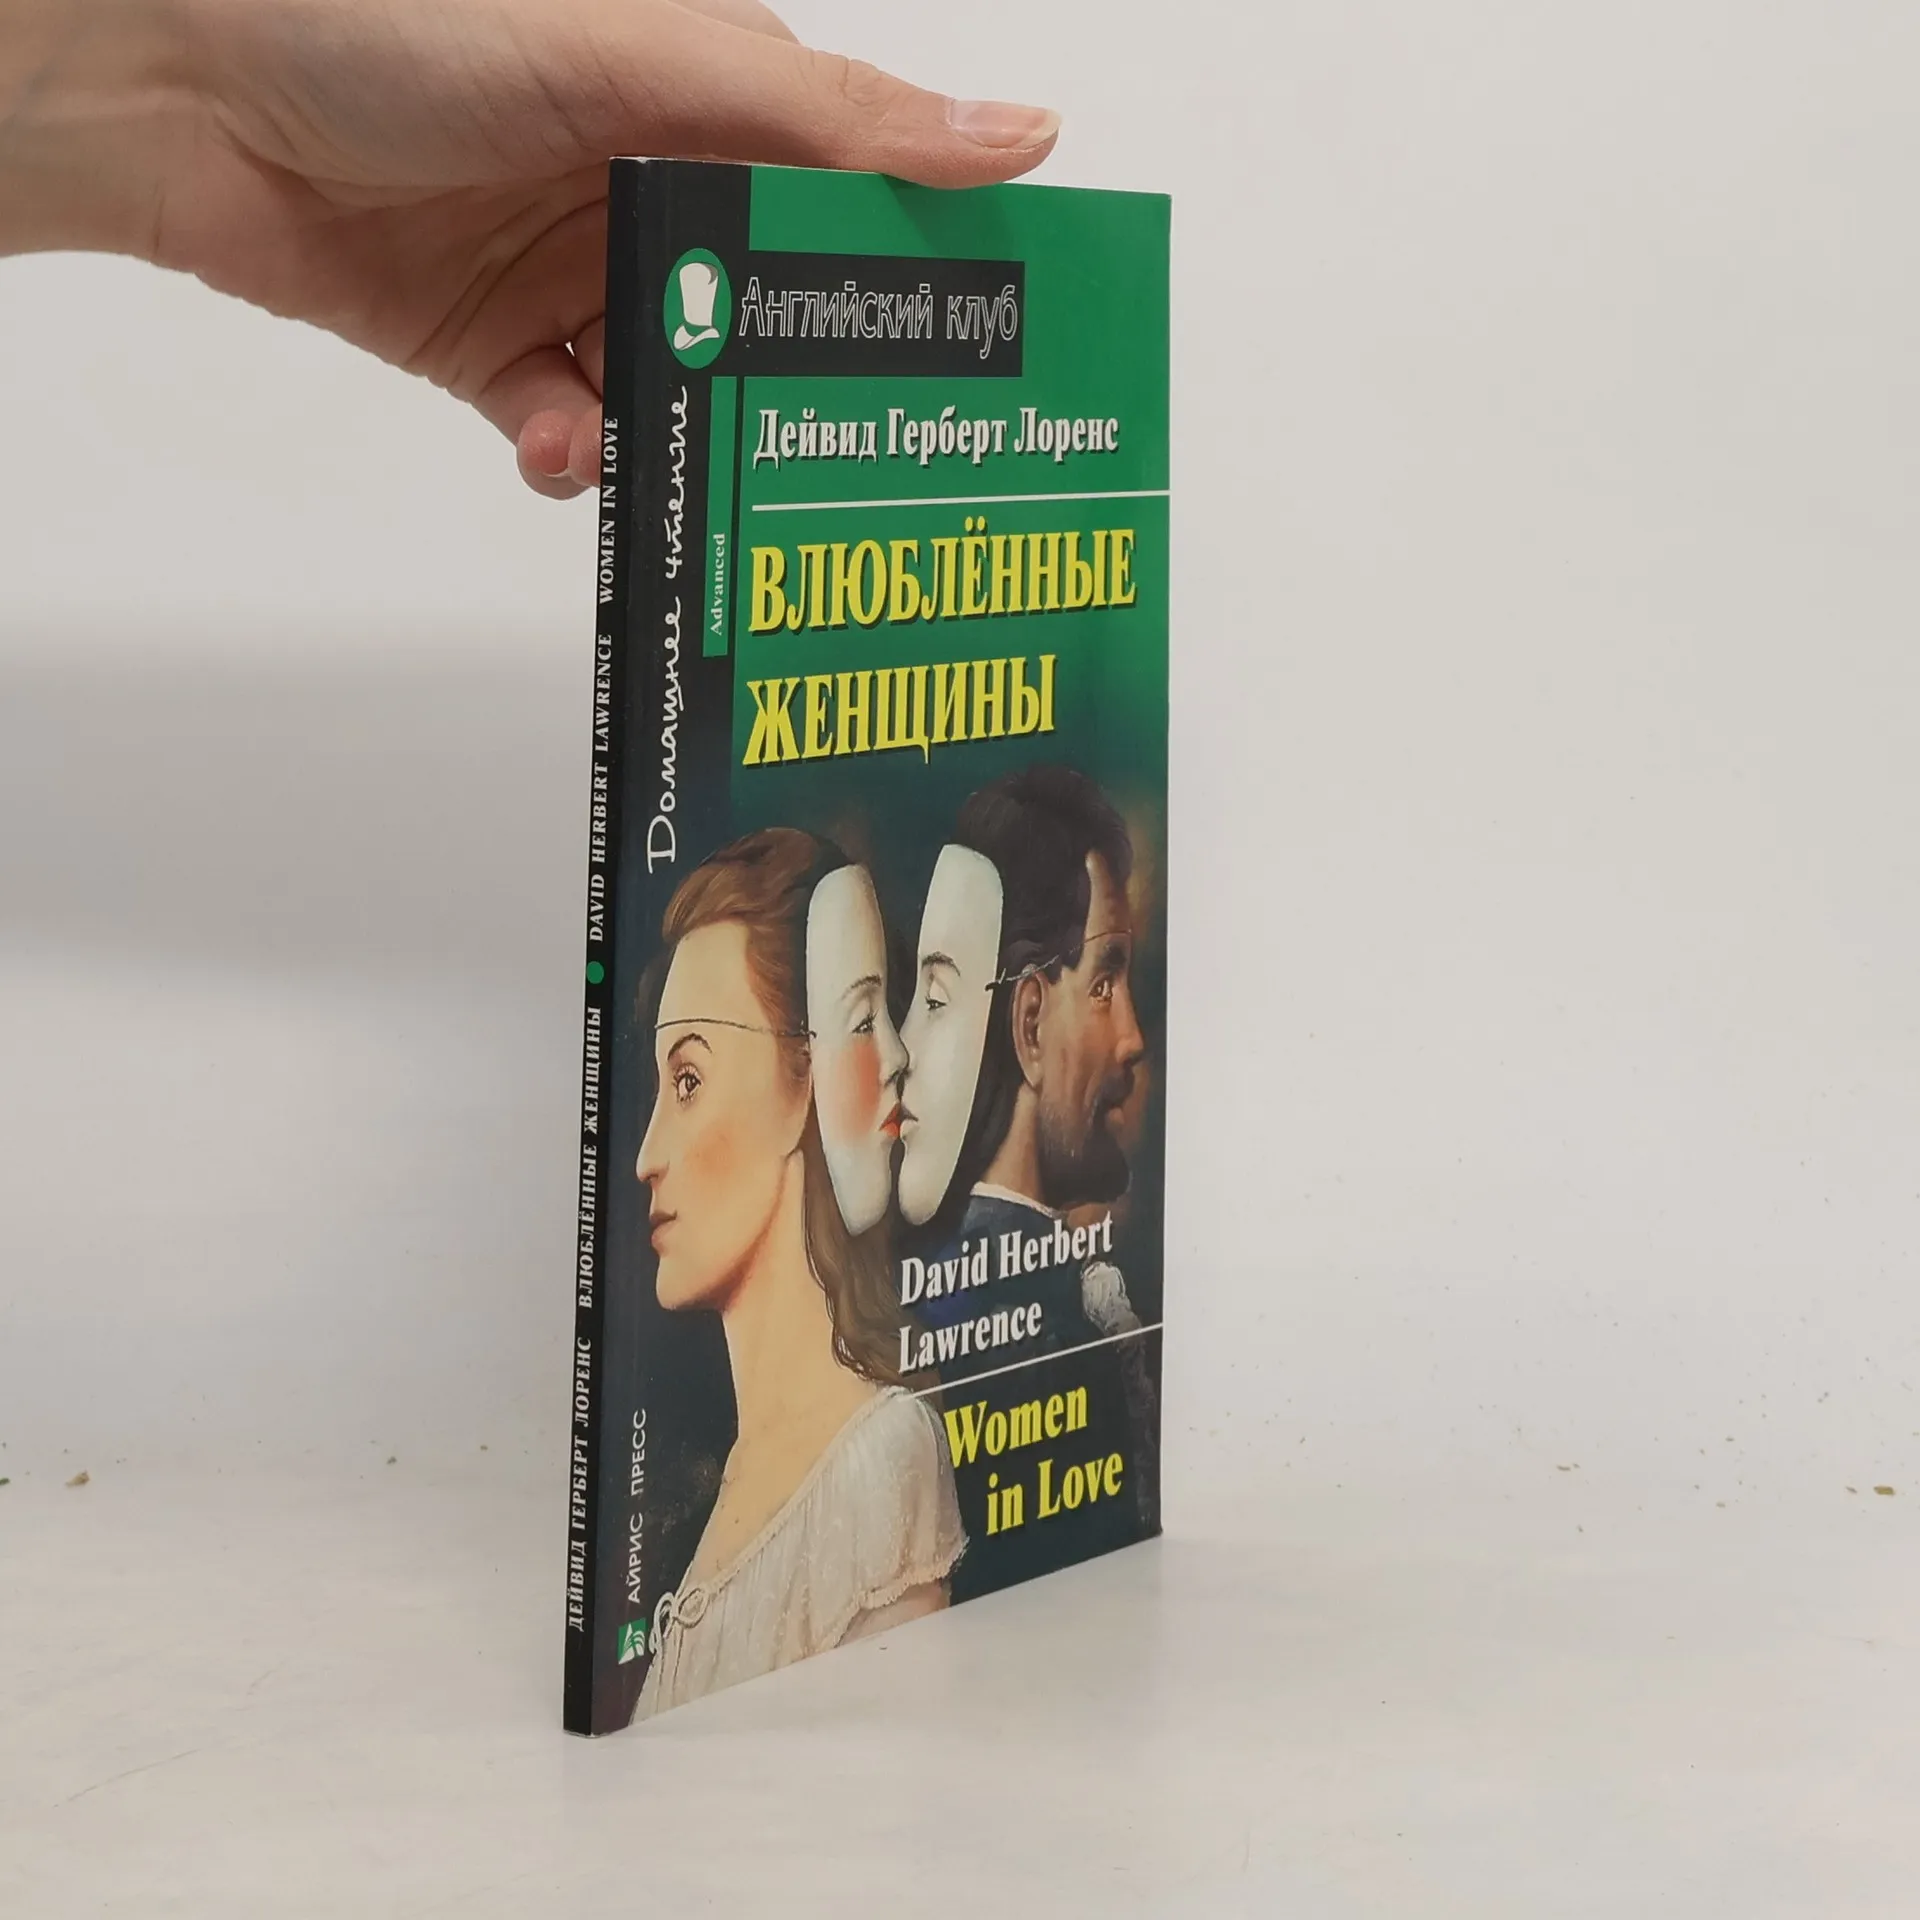 Английский клуб
Домашнее чтение
Advanced
Дейвид Герберт Лоренс
ВЛЮБЛЁННЫЕ
ЖЕНЩИНЫ
David Herbert
Lawrence
Women
in Love
АЙРИС ПРЕСС
ДЕЙВИД ГЕРБЕРТ ЛОРЕНС ВЛЮБЛЁННЫЕ ЖЕНЩИНЫ • DAVID HERBERT LAWRENCE WOMEN IN LOVE